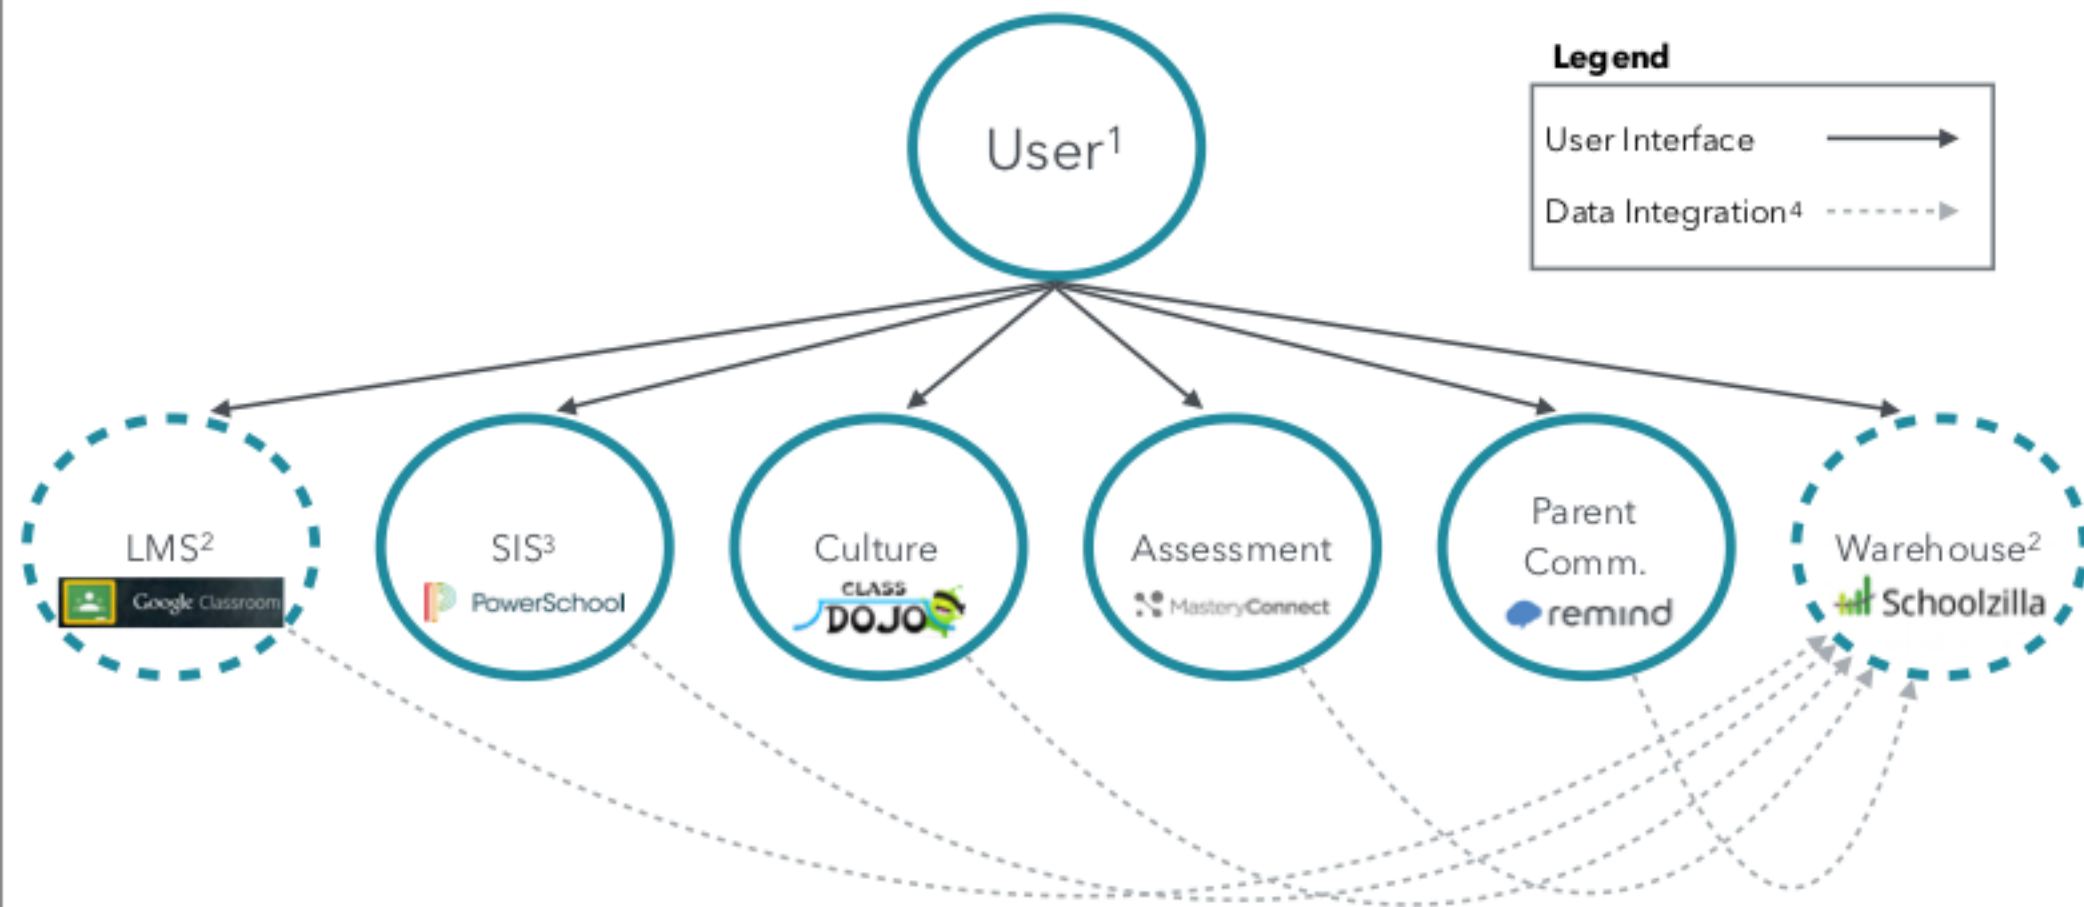 User¹
Legend
User Interface
Data Integration⁴
LMS²
Google Classroom
SIS³
PowerSchool
Culture
CLASS
DOJO
Assessment
MasteryConnect
Parent
Comm.
remind
Warehouse²
Schoolzilla